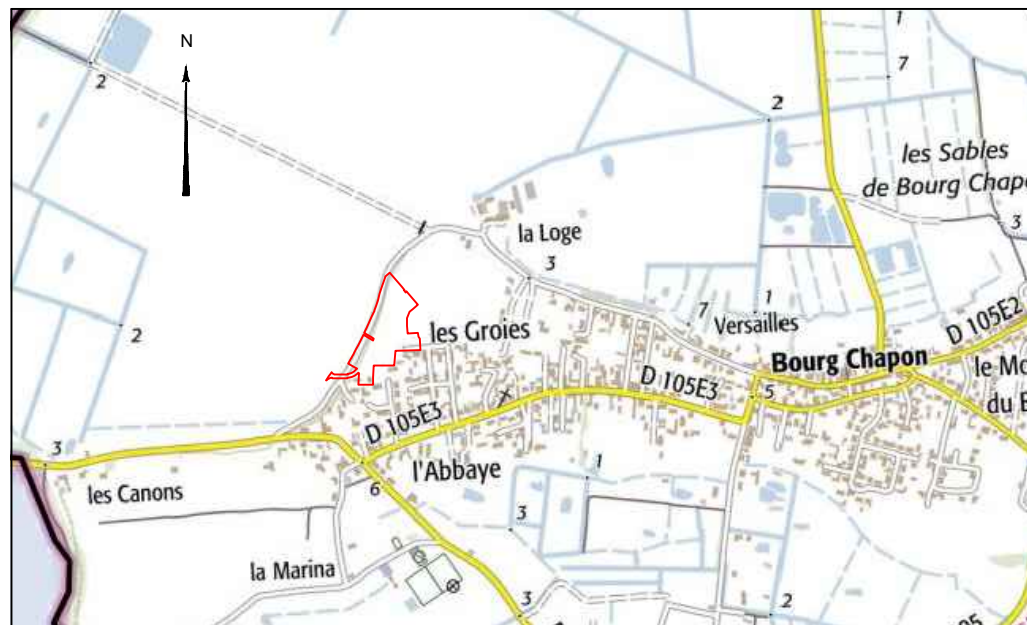 N
1
2
7
2
les Sables
de Bourg Chapo
3
la Loge
3
1
7
Versailles
2
les Groies
D 105E2
Bourg Chapon
le Mo
du B
D 105E3
5
D 105E3
3
l'Abbaye
1
6
les Canons
3
la Marina
2
3